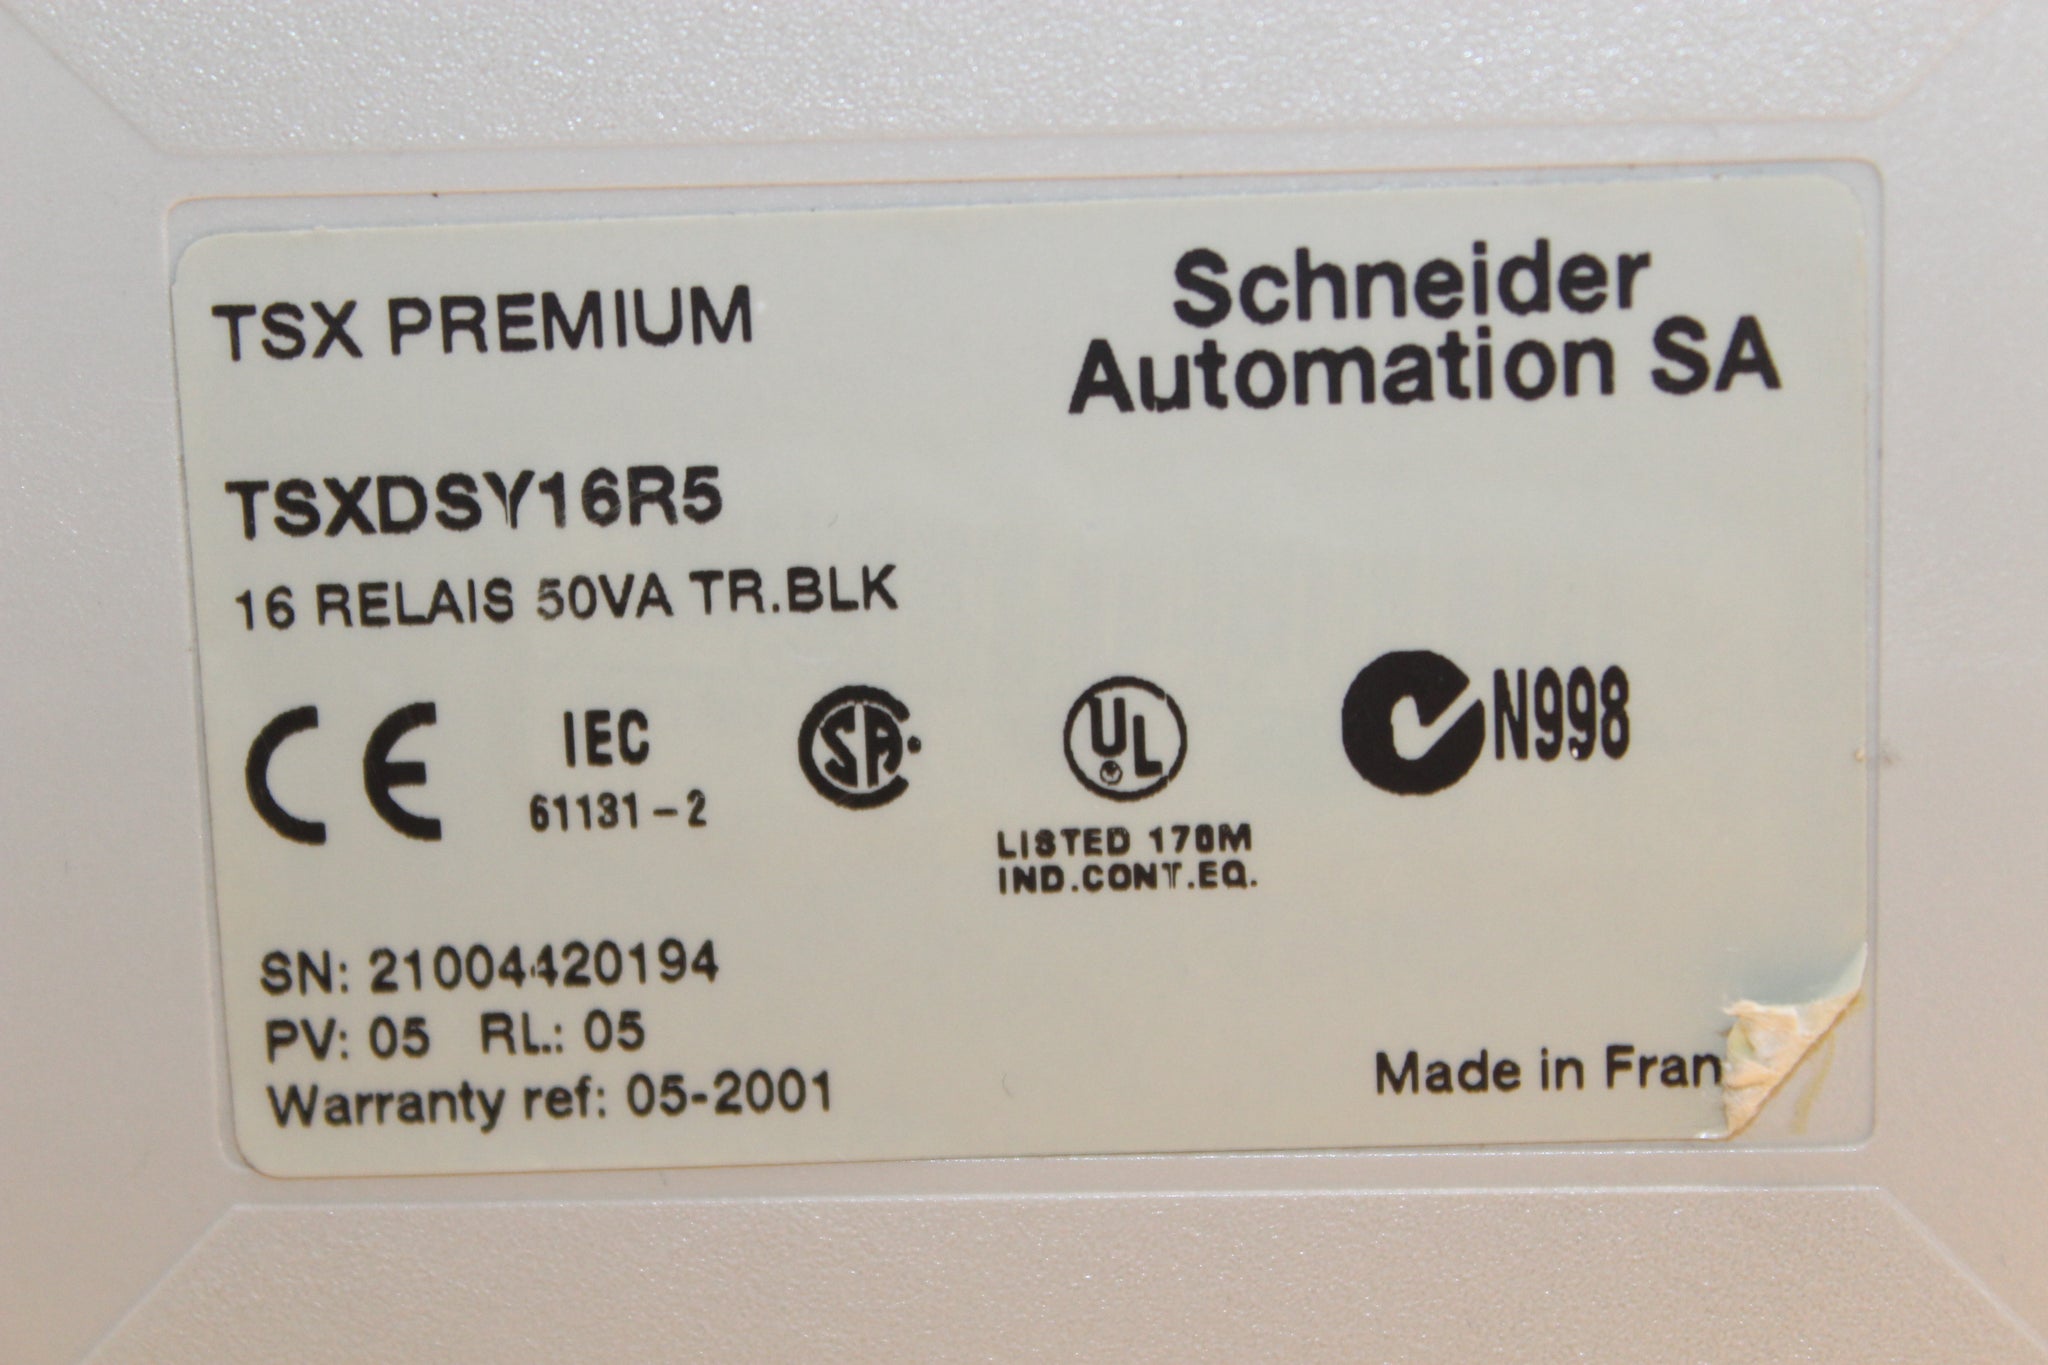 TSX PREMIUM
Schneider
Automation SA
TSXDSY16R5
16 RELAIS 50VA TR.BLK
CE
IEC
61131-2
SA
UL
N998
LISTED 170M
IND.CONT.EQ.
SN: 21004420194
PV: 05 RL: 05
Warranty ref: 05-2001
Made in Fran